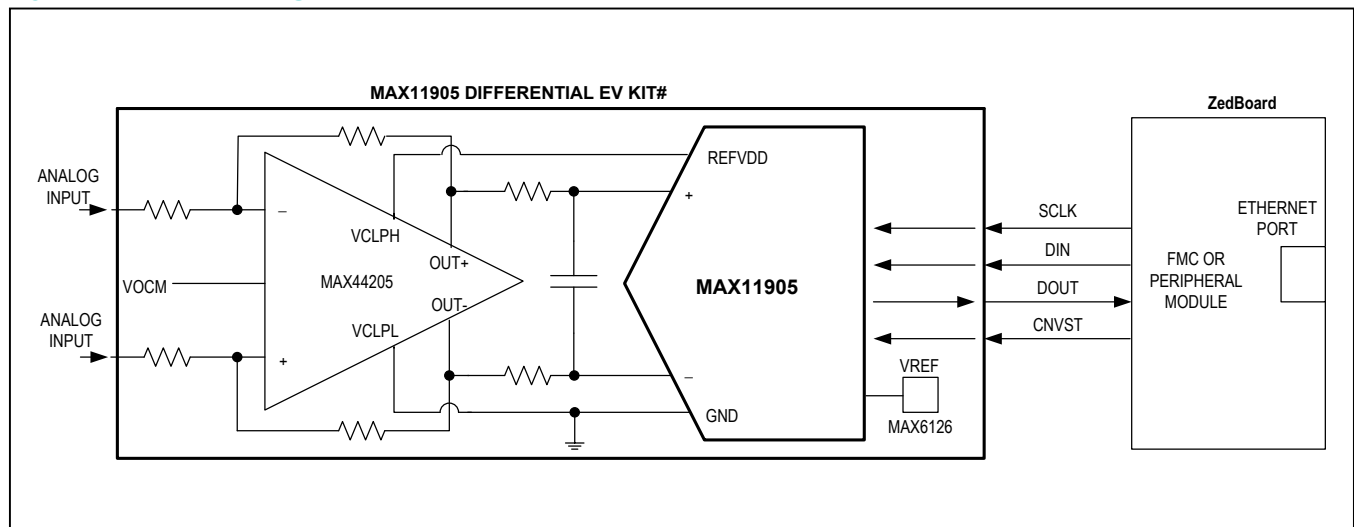 MAX11905 DIFFERENTIAL EV KIT#
ZedBoard
ANALOG
INPUT
−
VCLPH
OUT+
MAX44205
VOCM
OUT-
VCLPL
ANALOG
INPUT
+
REFVDD
+
MAX11905
−
GND
VREF
MAX6126
SCLK
DIN
DOUT
CNVST
FMC OR
PERIPHERAL
MODULE
ETHERNET
PORT